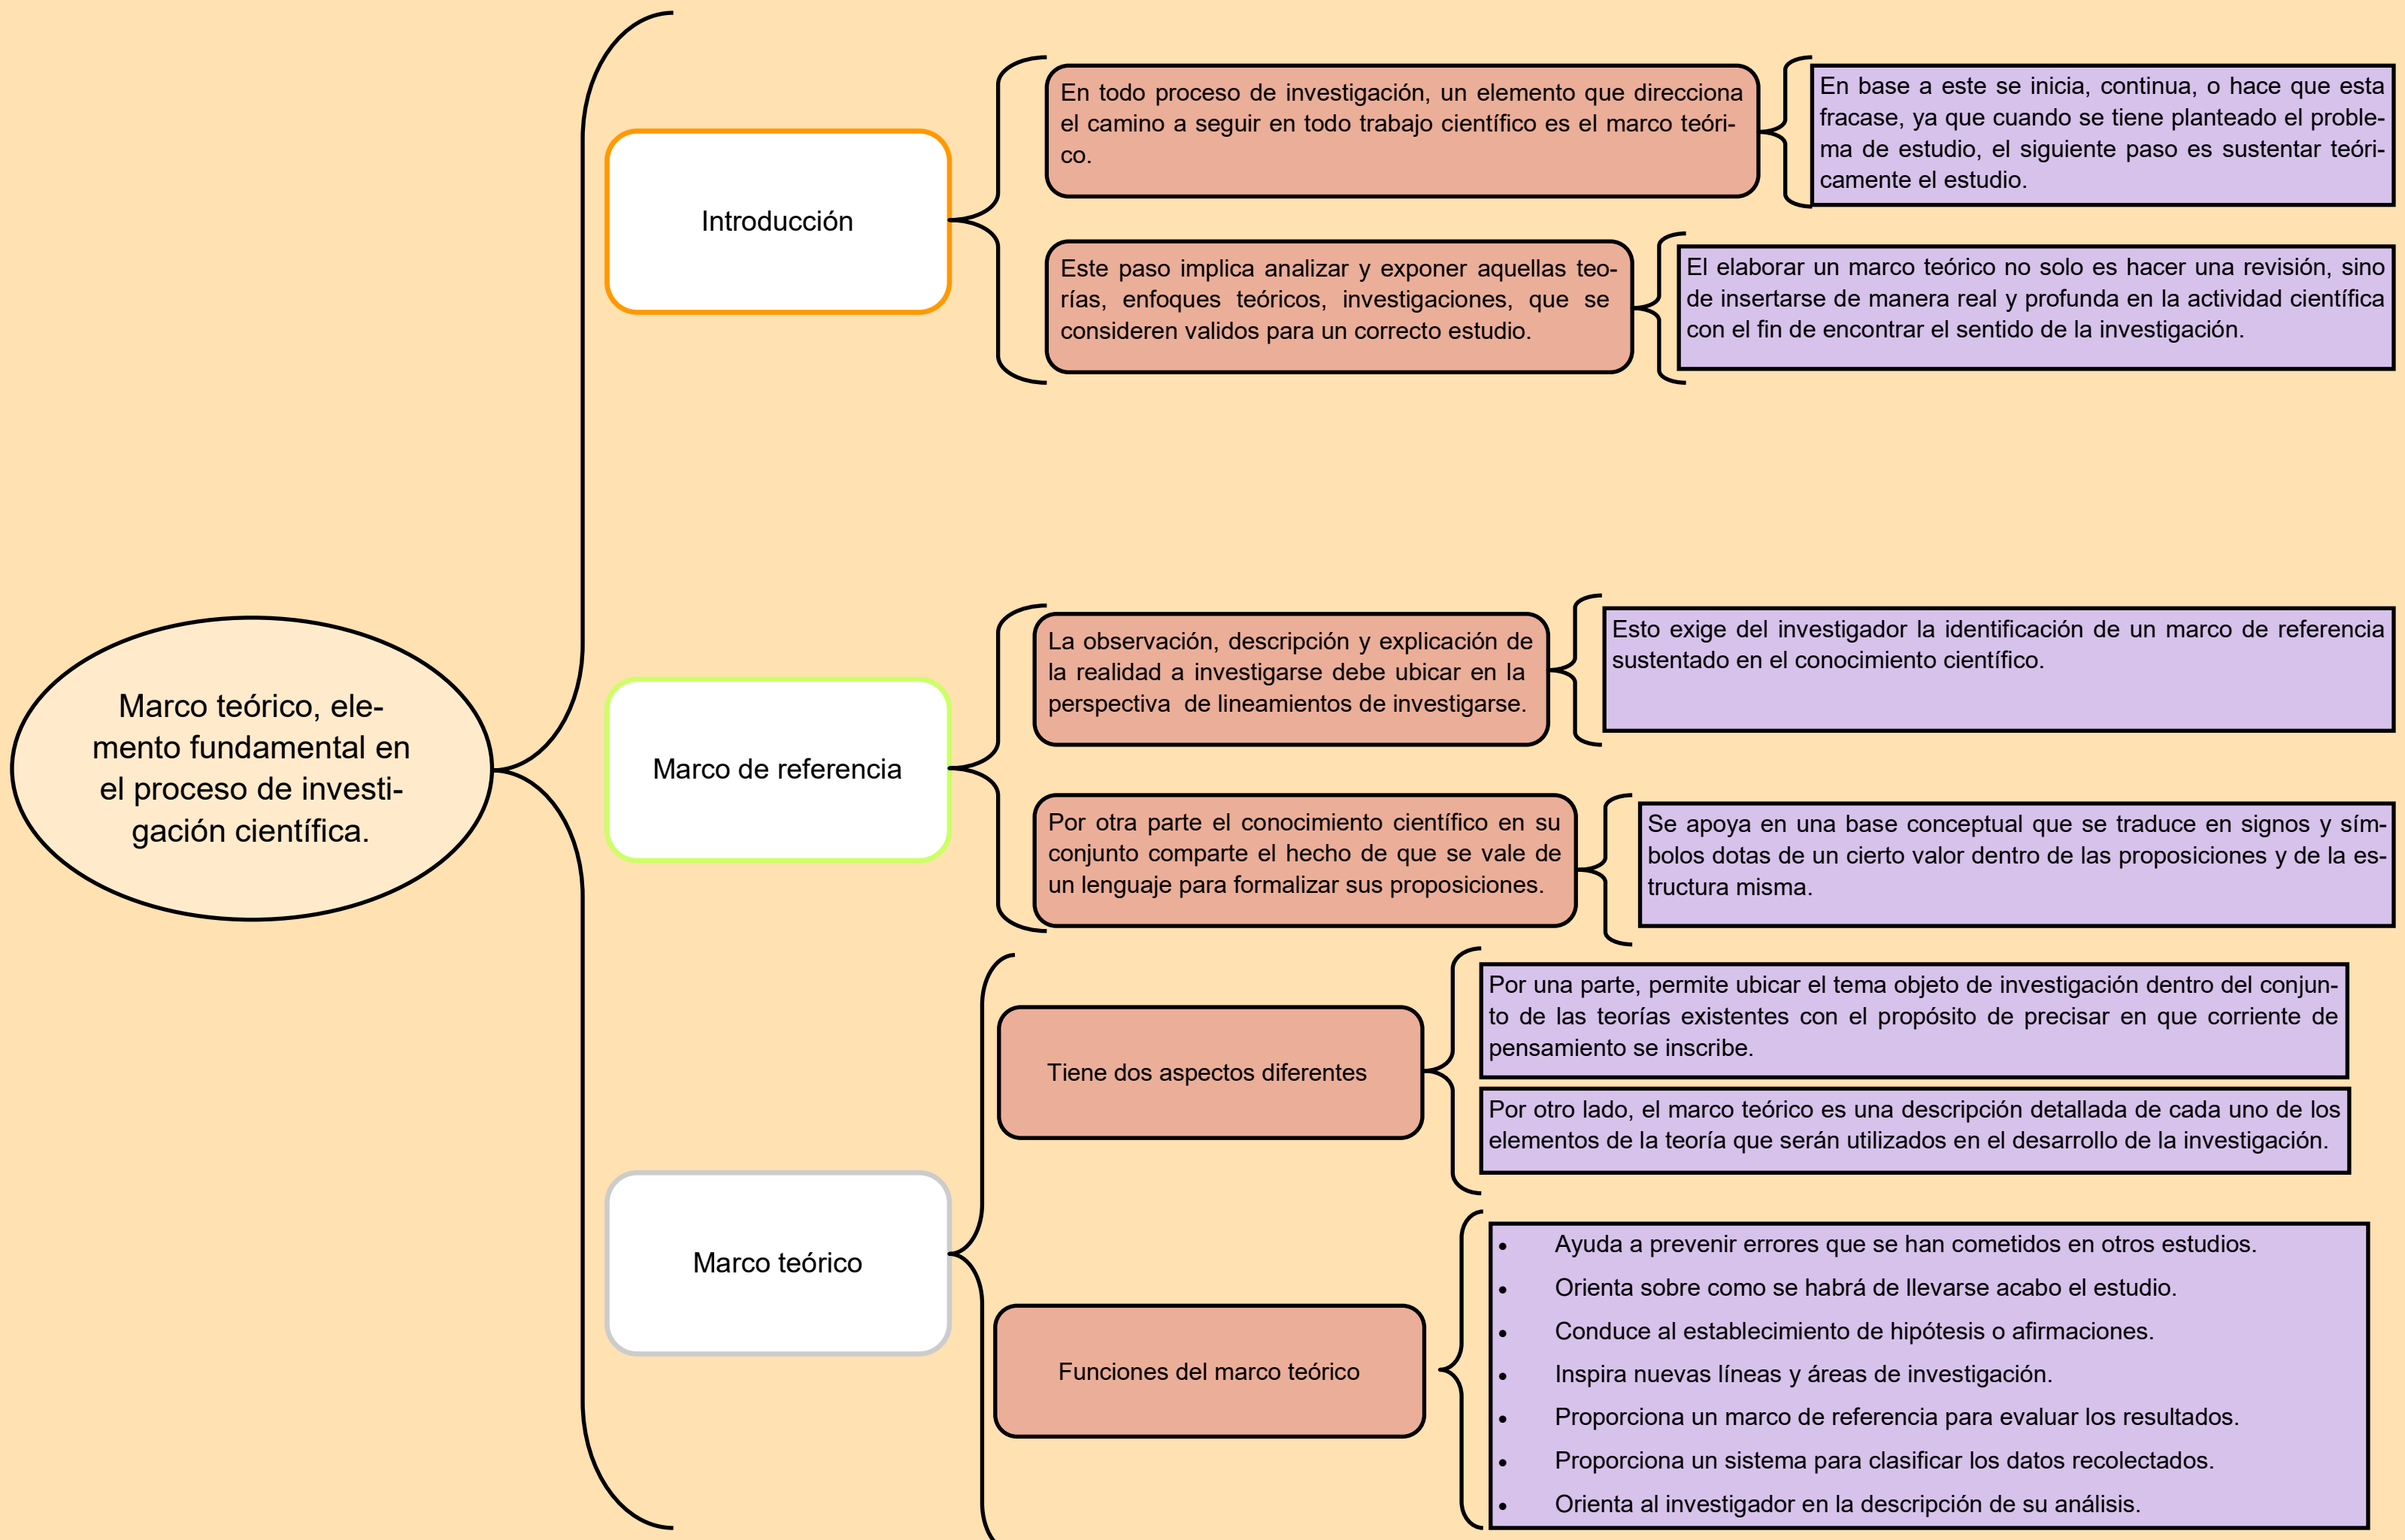 Marco teórico, ele-
mento fundamental en
el proceso de investi-
gación científica.
Introducción
En todo proceso de investigación, un elemento que direcciona
el camino a seguir en todo trabajo científico es el marco teóri-
co.
En base a este se inicia, continua, o hace que esta
fracase, ya que cuando se tiene planteado el proble-
ma de estudio, el siguiente paso es sustentar teóri-
camente el estudio.
Este paso implica analizar y exponer aquellas teo-
rías, enfoques teóricos, investigaciones, que se
consideren validos para un correcto estudio.
El elaborar un marco teórico no solo es hacer una revisión, sino
de insertarse de manera real y profunda en la actividad científica
con el fin de encontrar el sentido de la investigación.
Marco de referencia
La observación, descripción y explicación de
la realidad a investigarse debe ubicar en la
perspectiva  de lineamientos de investigarse.
Esto exige del investigador la identificación de un marco de referencia
sustentado en el conocimiento científico.
Por otra parte el conocimiento científico en su
conjunto comparte el hecho de que se vale de
un lenguaje para formalizar sus proposiciones.
Se apoya en una base conceptual que se traduce en signos y sím-
bolos dotas de un cierto valor dentro de las proposiciones y de la es-
tructura misma.
Marco teórico
Tiene dos aspectos diferentes
Por una parte, permite ubicar el tema objeto de investigación dentro del conjun-
to de las teorías existentes con el propósito de precisar en que corriente de
pensamiento se inscribe.
Por otro lado, el marco teórico es una descripción detallada de cada uno de los
elementos de la teoría que serán utilizados en el desarrollo de la investigación.
Funciones del marco teórico
• Ayuda a prevenir errores que se han cometidos en otros estudios.
• Orienta sobre como se habrá de llevarse acabo el estudio.
• Conduce al establecimiento de hipótesis o afirmaciones.
• Inspira nuevas líneas y áreas de investigación.
• Proporciona un marco de referencia para evaluar los resultados.
• Proporciona un sistema para clasificar los datos recolectados.
• Orienta al investigador en la descripción de su análisis.